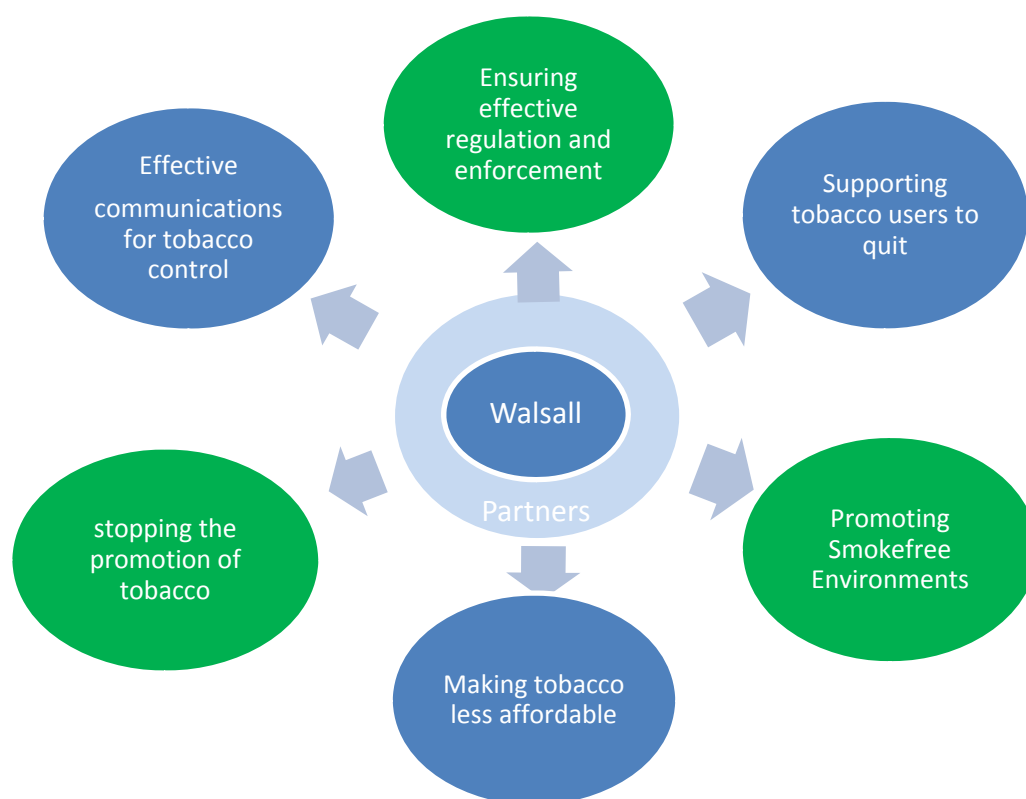 Ensuring
effective
regulation and
enforcement
Effective
communications
for tobacco
control
Supporting
tobacco users to
quit
Walsall
Partners
stopping the
promotion of
tobacco
Promoting
Smokefree
Environments
Making tobacco
less affordable